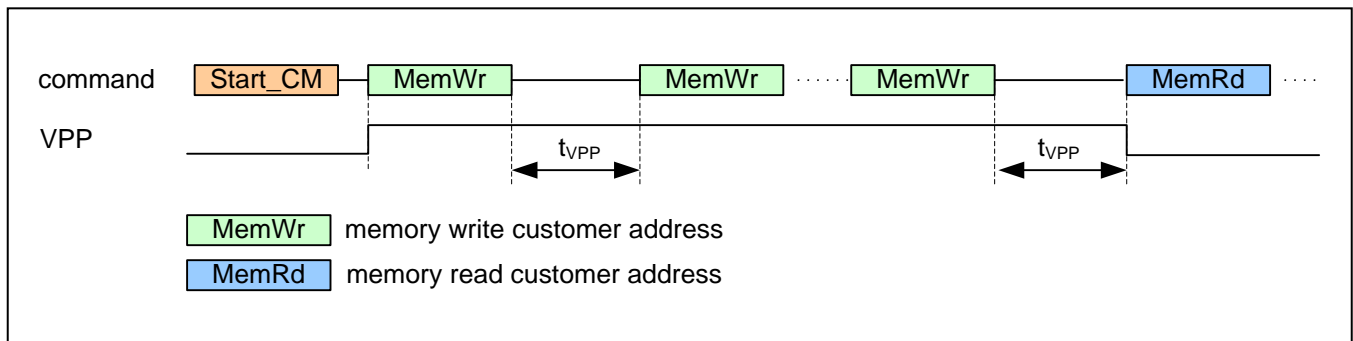 command Start_CM MemWr MemWr ...... MemWr MemRd ....
VPP
tVPP tVPP
MemWr memory write customer address
MemRd memory read customer address